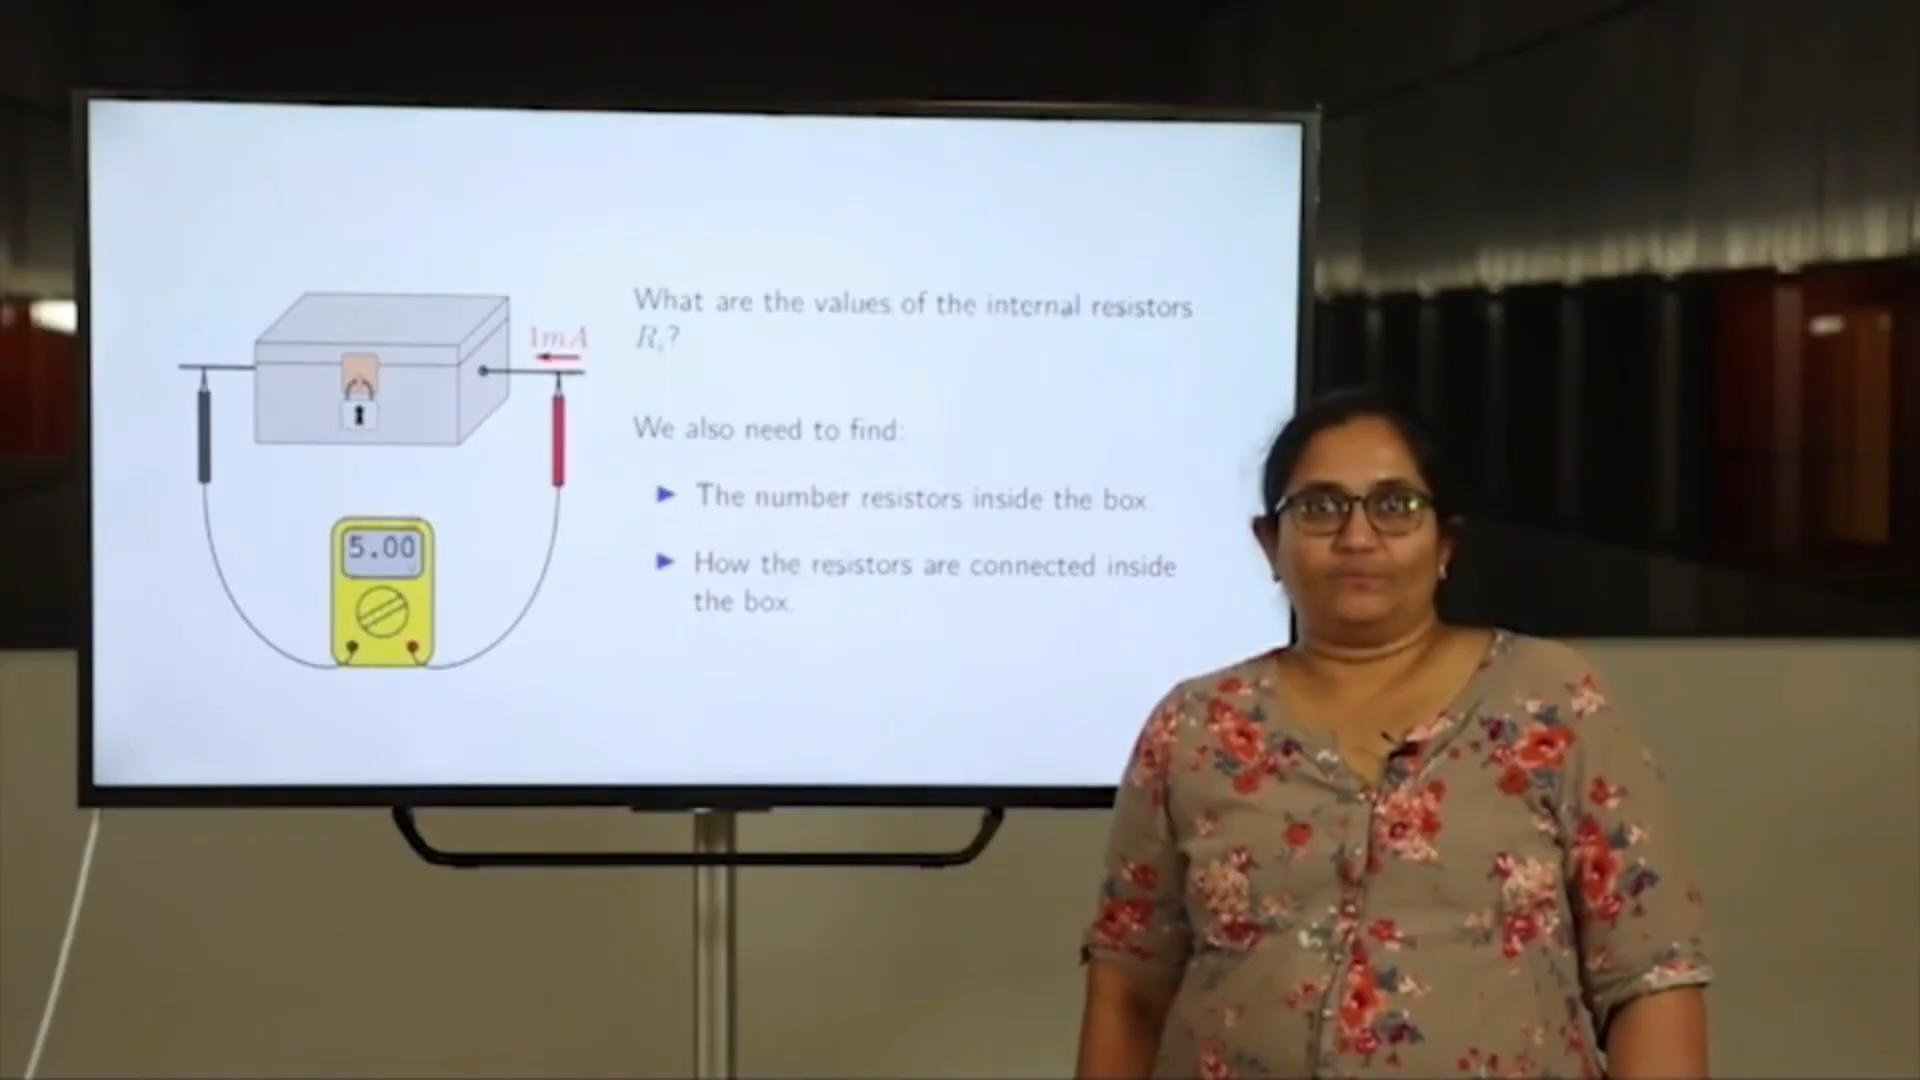 What are the values of the internal resistors
Ri?
1mA
We also need to find:
▶ The number resistors inside the box.
▶ How the resistors are connected inside
the box.
5.00